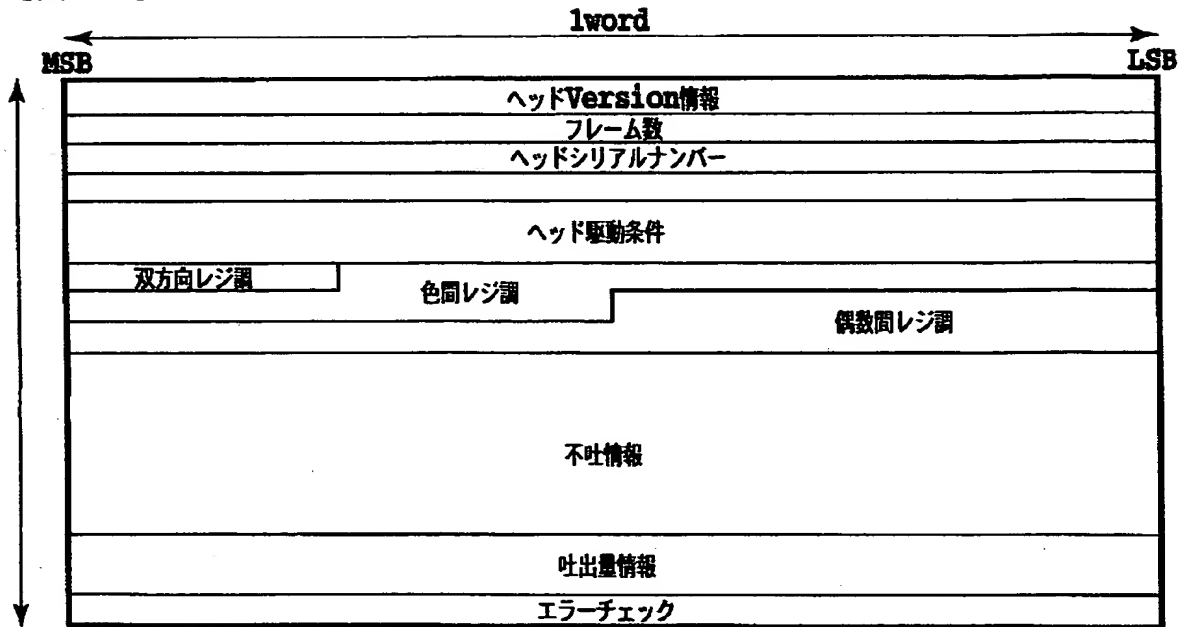 1word
MSB
LSB
ヘッドVersion情報
フレーム数
ヘッドシリアルナンバー
ヘッド駆動条件
双方向レジ調
色間レジ調
偶数間レジ調
不吐情報
吐出量情報
エラーチェック